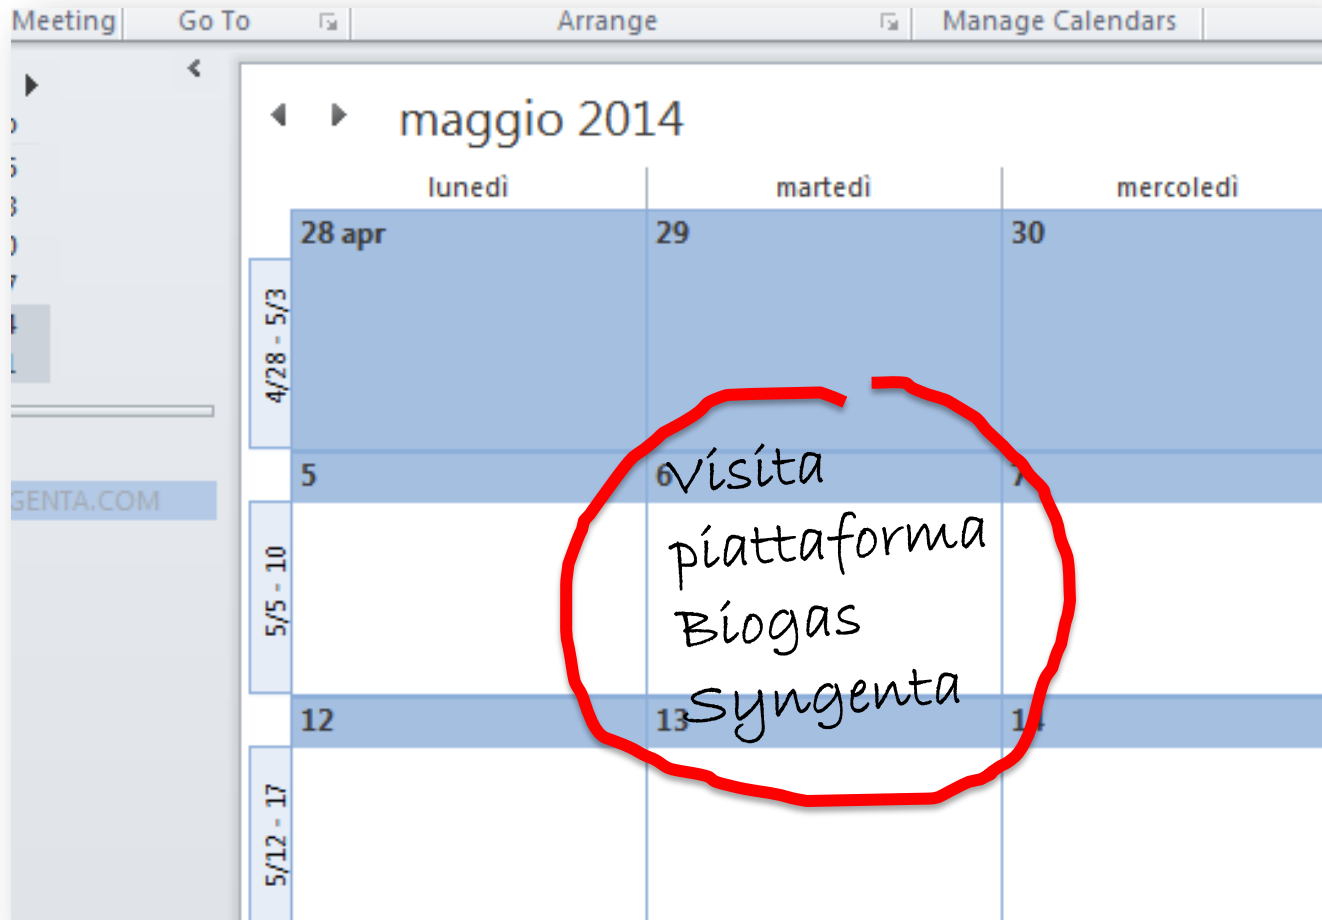 Meeting Go To Arrange Manage Calendars
maggio 2014
lunedì martedì mercoledì
28 apr 29 30
4/28 - 5/3
5 6 7
GENTA.COM
Visita
piattaforma
Biogas
Syngenta
5/5 - 10
12 13 14
5/12 - 17